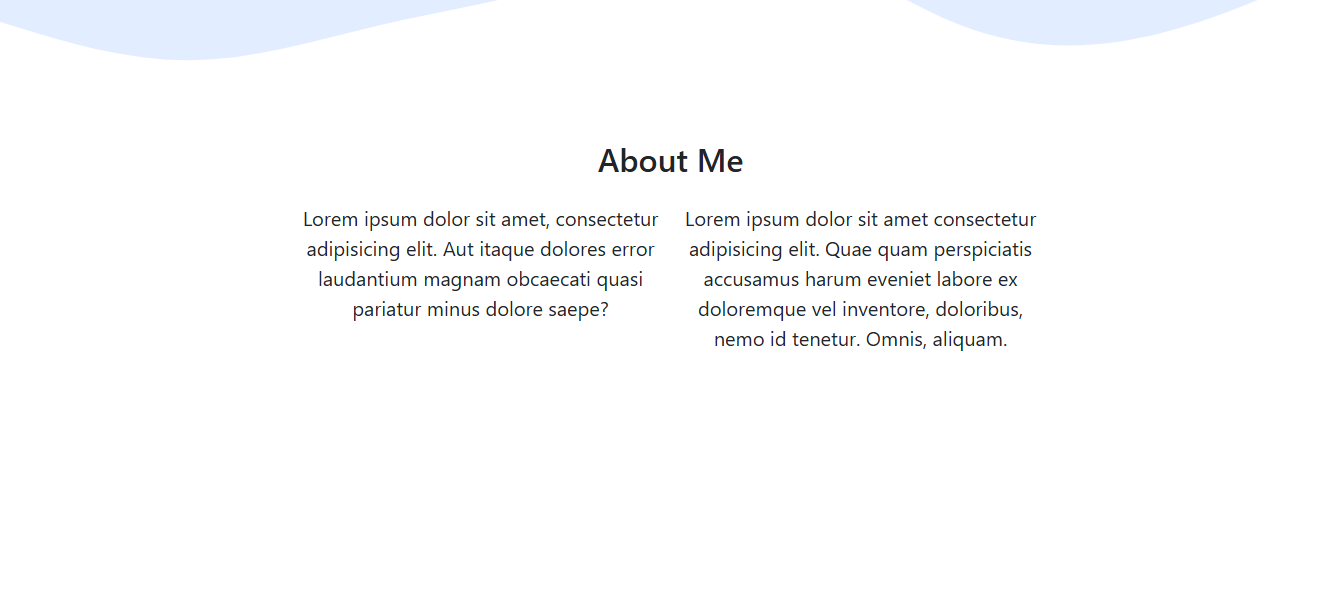 About Me
Lorem ipsum dolor sit amet, consectetur
adipisicing elit. Aut itaque dolores error
laudantium magnam obcaecati quasi
pariatur minus dolore saepe?
Lorem ipsum dolor sit amet consectetur
adipisicing elit. Quae quam perspiciatis
accusamus harum eveniet labore ex
doloremque vel inventore, doloribus,
nemo id tenetur. Omnis, aliquam.